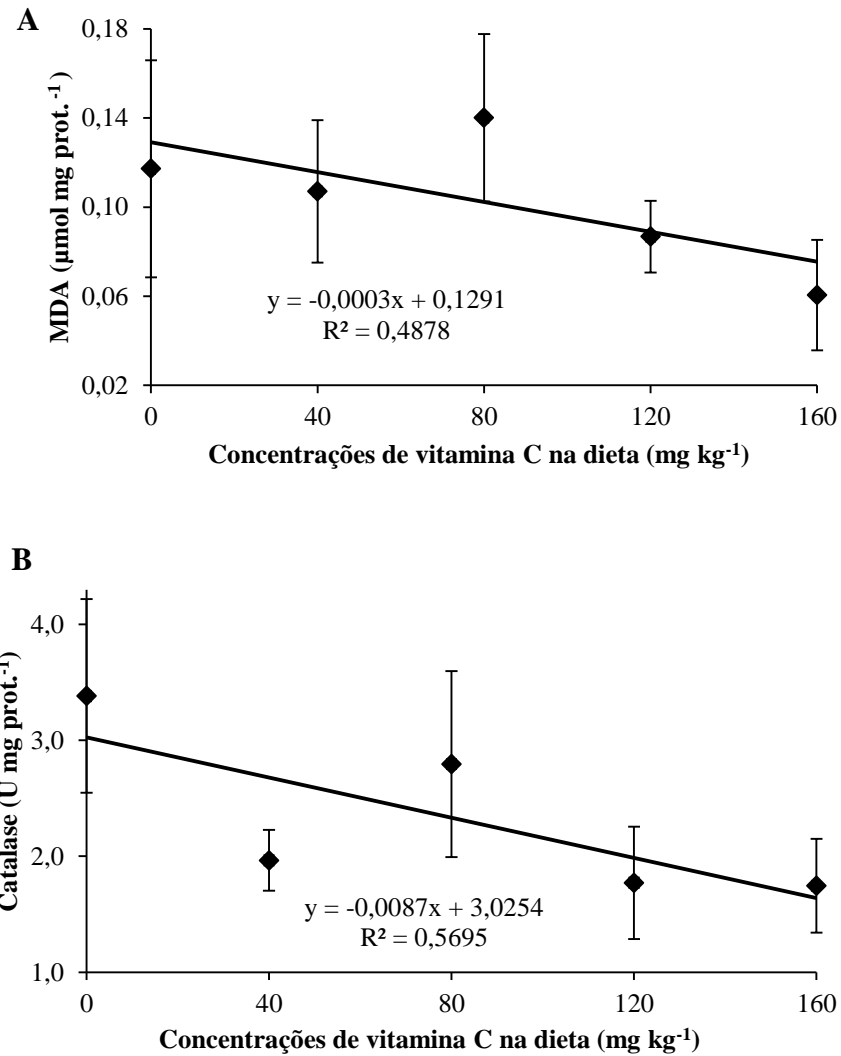 A
0,18
0,14
0,10
0,06
0,02
MDA (µmol mg prot.⁻¹)
y = -0,0003x + 0,1291
R² = 0,4878
0 40 80 120 160
Concentrações de vitamina C na dieta (mg kg⁻¹)
B
4,0
3,0
2,0
1,0
Catalase (U mg prot.⁻¹)
y = -0,0087x + 3,0254
R² = 0,5695
0 40 80 120 160
Concentrações de vitamina C na dieta (mg kg⁻¹)